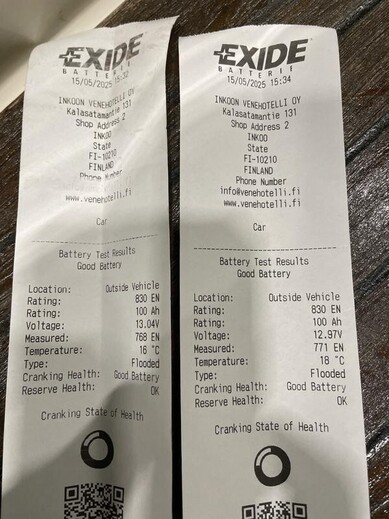 EXIDE
BATTERII
15/05/2025 15:32
INKOON VENEHOTELLI OY
Kalasatamantie 131
Shop Address 2
INKOO
State
FI-10210
FINLAND
Phone Number
www.venehotelli.fi
Car
Battery Test Results
Good Battery
Location: Outside Vehicle
Rating: 830 EN
Rating: 100 Ah
Voltage: 13.04V
Measured: 768 EN
Temperature: 16 °C
Type: Flooded
Cranking Health: Good Battery
Reserve Health: OK
Cranking State of Health
EXIDE
BATTERII
15/05/2025 15:34
INKOON VENEHOTELLI OY
Kalasatamantie 131
Shop Address 2
INKOO
State
FI-10210
FINLAND
Phone Number
info@venehotelli.fi
www.venehotelli.fi
Car
Battery Test Results
Good Battery
Location: Outside Vehicle
Rating: 830 EN
Rating: 100 Ah
Voltage: 12.97V
Measured: 771 EN
Temperature: 18 °C
Type: Flooded
Cranking Health: Good Battery
Reserve Health: OK
Cranking State of Health